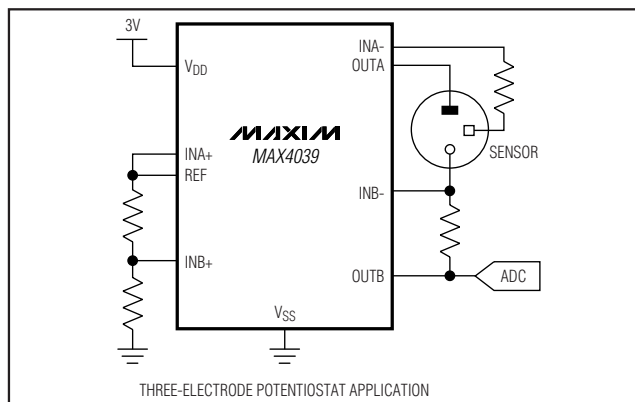 3V
VDD
INA-
OUTA
MAXIM
MAX4039
INA+
REF
SENSOR
INB-
INB+
OUTB
ADC
VSS
THREE-ELECTRODE POTENTIOSTAT APPLICATION